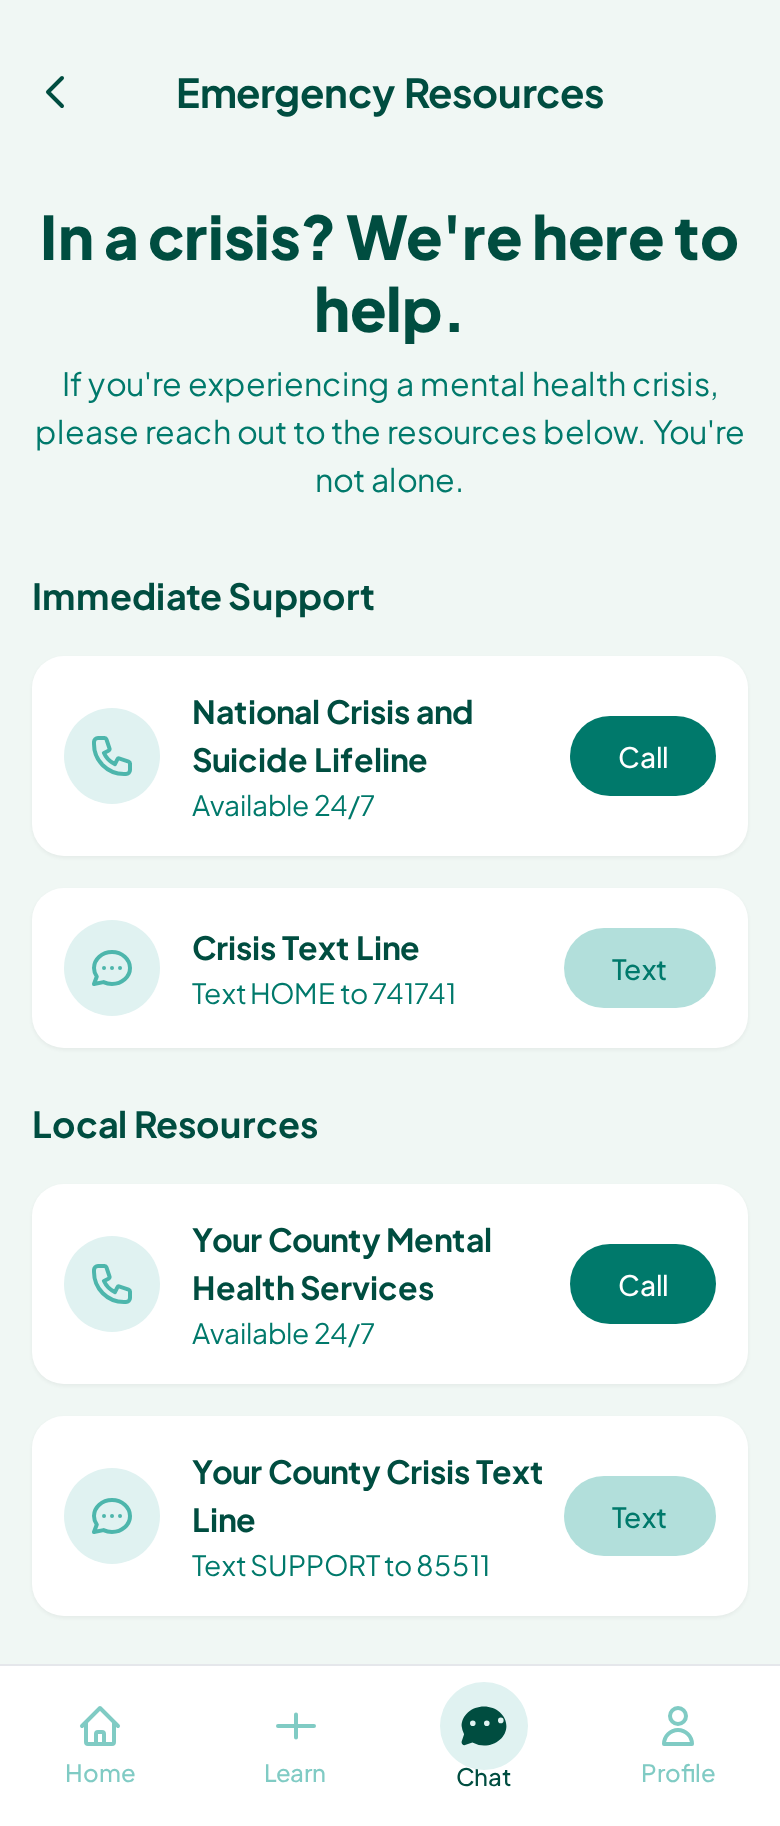 Emergency Resources
In a crisis? We're here to
help.
If you're experiencing a mental health crisis,
please reach out to the resources below. You're
not alone.
Immediate Support
National Crisis and
Suicide Lifeline
Available 24/7
Call
Crisis Text Line
Text HOME to 741741
Text
Local Resources
Your County Mental
Health Services
Available 24/7
Call
Your County Crisis Text
Line
Text SUPPORT to 85511
Text
Home
Learn
Chat
Profile